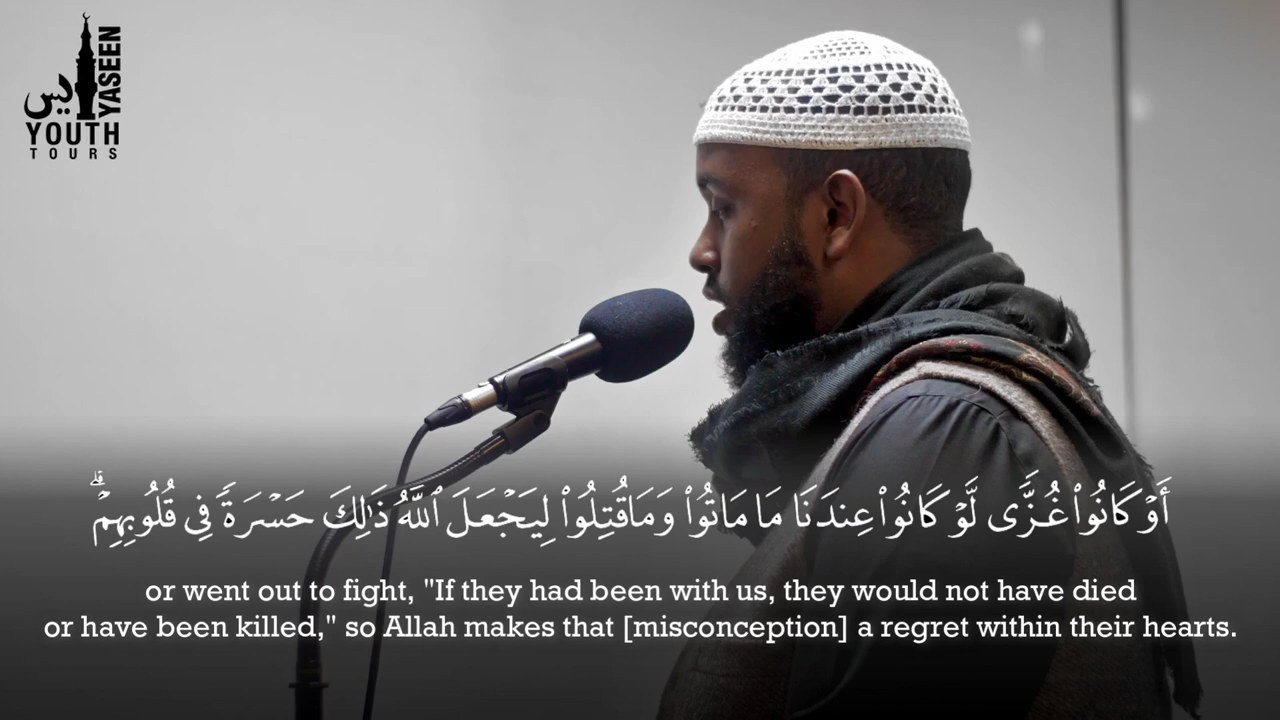 يس
YASEEN
YOUTH
TOURS
أَوْ كَانُوا۟ غُزًّى لَّوْ كَانُوا۟ عِندَنَا مَا مَاتُوا۟ وَمَا قُتِلُوا۟ لِيَجْعَلَ ٱللَّهُ ذَٰلِكَ حَسْرَةً فِى قُلُوبِهِمْ ۗ
or went out to fight, "If they had been with us, they would not have died
or have been killed," so Allah makes that [misconception] a regret within their hearts.